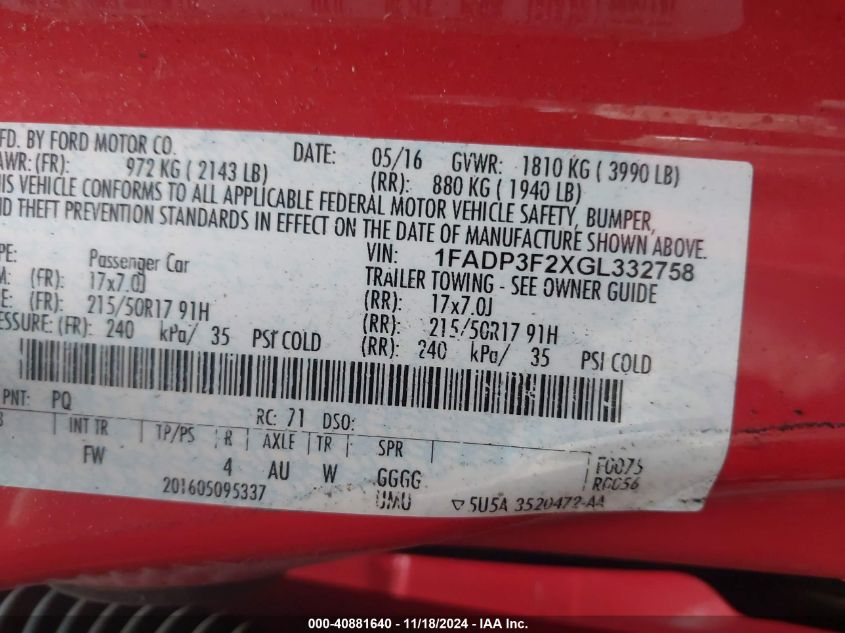 FD. BY FORD MOTOR CO.
DATE: 05/16 GVWR: 1810 KG ( 3990 LB)
AWR: (FR): 972 KG ( 2143 LB) (RR): 880 KG ( 1940 LB)
IS VEHICLE CONFORMS TO ALL APPLICABLE FEDERAL MOTOR VEHICLE SAFETY, BUMPER,
ND THEFT PREVENTION STANDARDS IN EFFECT ON THE DATE OF MANUFACTURE SHOWN ABOVE.
PE: Passenger Car VIN: 1FADP3F2XGL332758
TRAILER TOWING - SEE OWNER GUIDE
M: (FR): 17x7.0J (RR): 17x7.0J
E: (FR): 215/50R17 91H (RR): 215/50R17 91H
ESSURE: (FR): 240 kPa/ 35 PSI COLD (RR): 240 kPa/ 35 PSI COLD
PNT: PQ RC: 71 DSO:
INT TR TP/PS R AXLE TR SPR
FW 4 AU W GGGG
UMU
F0075
R0056
201605095337
▽ 5U5A 3520472-AA
000-40881640 - 11/18/2024 - IAA Inc.